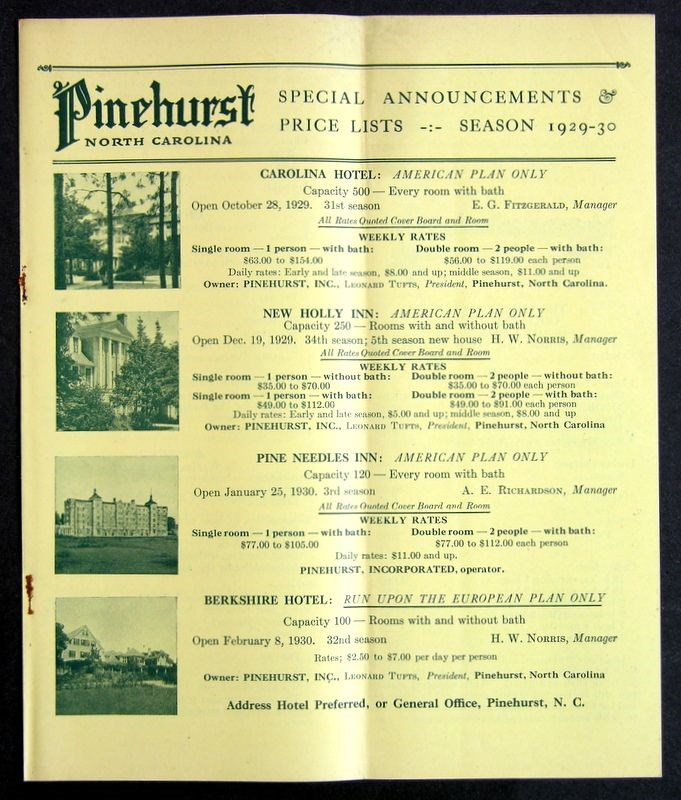 Pinehurst
NORTH CAROLINA
SPECIAL ANNOUNCEMENTS &
PRICE LISTS -:- SEASON 1929-30
CAROLINA HOTEL: AMERICAN PLAN ONLY
Capacity 500 — Every room with bath
Open October 28, 1929. 31st season E. G. FITZGERALD, Manager
All Rates Quoted Cover Board and Room
WEEKLY RATES
Single room — 1 person — with bath: Double room — 2 people — with bath:
$63.00 to $154.00 $56.00 to $119.00 each person
Daily rates: Early and late season, $8.00 and up; middle season, $11.00 and up
Owner: PINEHURST, INC., LEONARD TUFTS, President, Pinehurst, North Carolina.
NEW HOLLY INN: AMERICAN PLAN ONLY
Capacity 250 — Rooms with and without bath
Open Dec. 19, 1929. 34th season; 5th season new house H. W. NORRIS, Manager
All Rates Quoted Cover Board and Room
WEEKLY RATES
Single room — 1 person — without bath: Double room — 2 people — without bath:
$35.00 to $70.00 $35.00 to $70.00 each person
Single room — 1 person — with bath: Double room — 2 people — with bath:
$49.00 to $112.00 $49.00 to $91.00 each person
Daily rates: Early and late season, $5.00 and up; middle season, $8.00 and up
Owner: PINEHURST, INC., LEONARD TUFTS, President, Pinehurst, North Carolina
PINE NEEDLES INN: AMERICAN PLAN ONLY
Capacity 120 — Every room with bath
Open January 25, 1930. 3rd season A. E. RICHARDSON, Manager
All Rates Quoted Cover Board and Room
WEEKLY RATES
Single room — 1 person — with bath: Double room — 2 people — with bath:
$77.00 to $105.00 $77.00 to $112.00 each person
Daily rates: $11.00 and up.
PINEHURST, INCORPORATED, operator.
BERKSHIRE HOTEL: RUN UPON THE EUROPEAN PLAN ONLY
Capacity 100 — Rooms with and without bath
Open February 8, 1930. 32nd season H. W. NORRIS, Manager
Rates; $2.50 to $7.00 per day per person
Owner: PINEHURST, INC., LEONARD TUFTS, President, Pinehurst, North Carolina
Address Hotel Preferred, or General Office, Pinehurst, N. C.